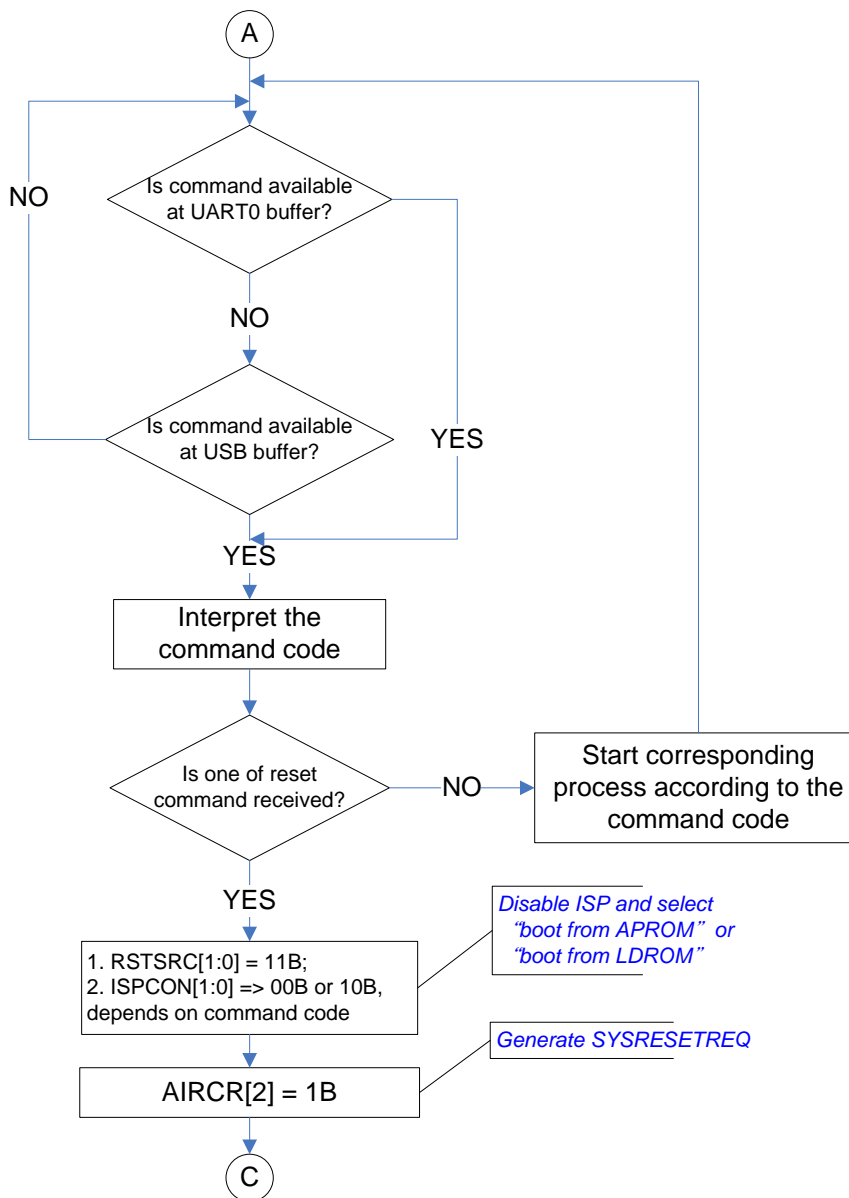 A
Is command available
at UART0 buffer?
NO
NO
Is command available
at USB buffer?
YES
YES
Interpret the
command code
Is one of reset
command received?
NO
Start corresponding
process according to the
command code
YES
Disable ISP and select
“boot from APROM” or
“boot from LDROM”
1. RSTSRC[1:0] = 11B;
2. ISPCON[1:0] => 00B or 10B,
depends on command code
Generate SYSRESETREQ
AIRCR[2] = 1B
C